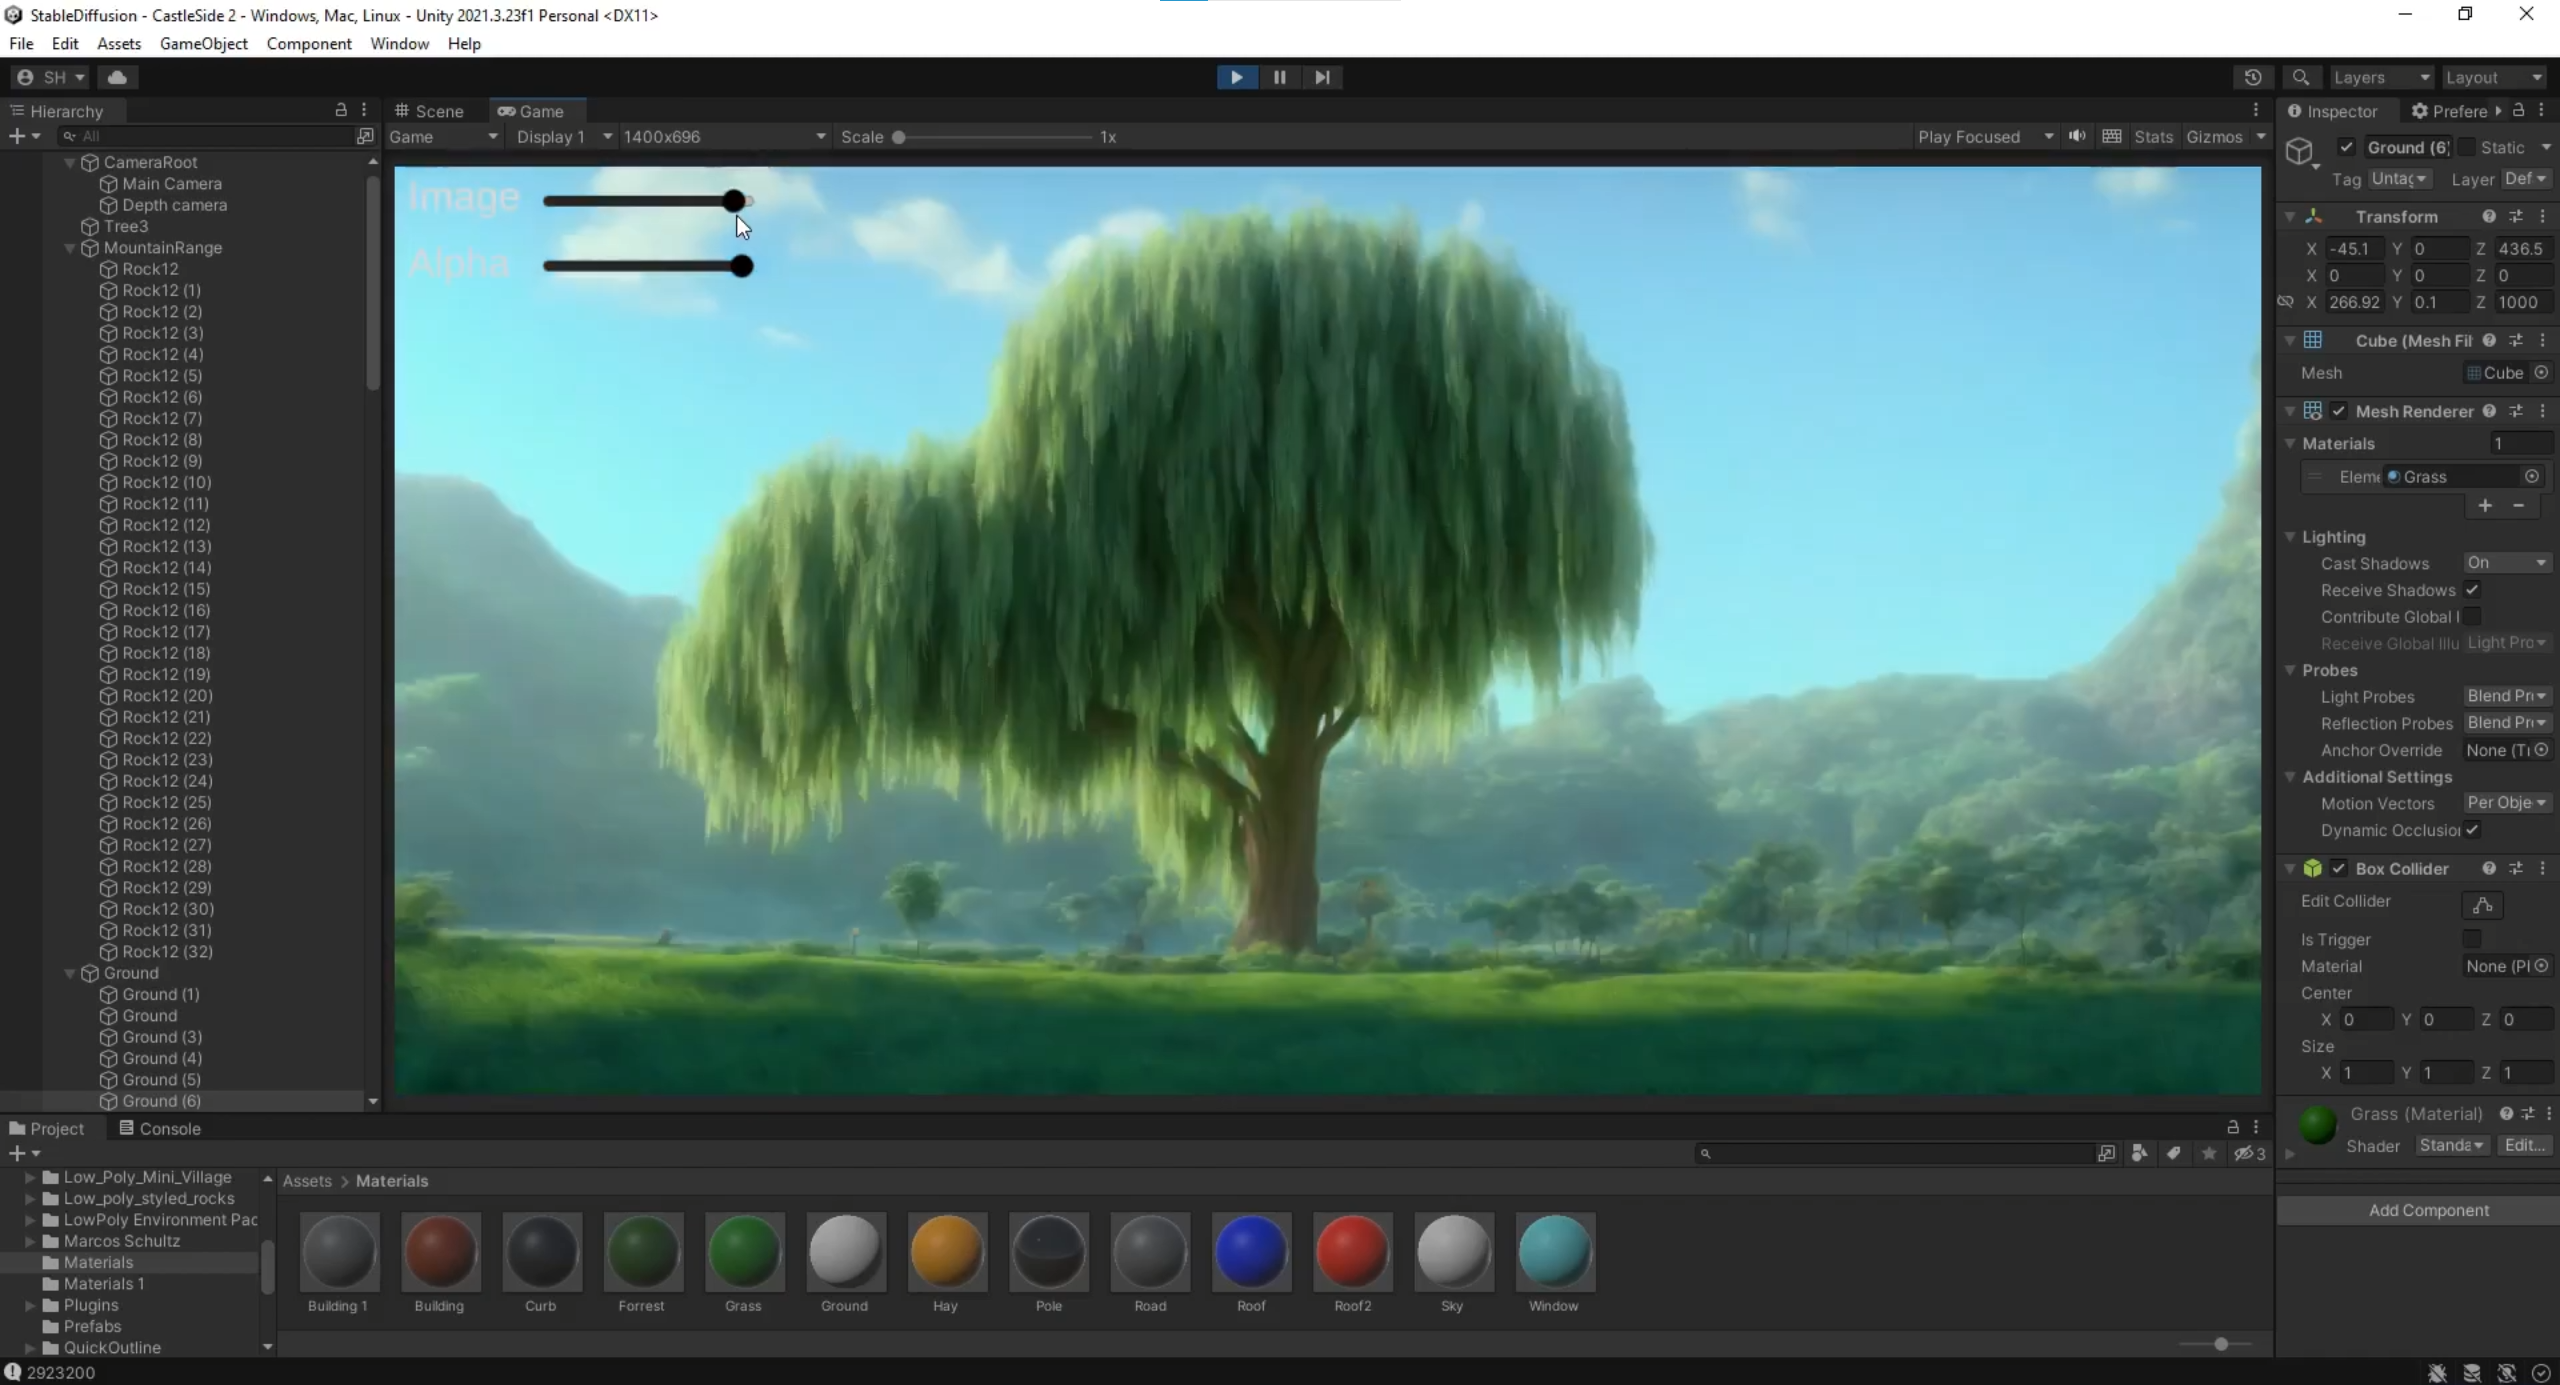 StableDiffusion - CastleSide 2 - Windows, Mac, Linux - Unity 2021.3.23f1 Personal <DX11>
File Edit Assets GameObject Component Window Help
SH Layers Layout
Hierarchy
All
CameraRoot
Main Camera
Depth camera
Tree3
MountainRange
Rock12
Rock12 (1)
Rock12 (2)
Rock12 (3)
Rock12 (4)
Rock12 (5)
Rock12 (6)
Rock12 (7)
Rock12 (8)
Rock12 (9)
Rock12 (10)
Rock12 (11)
Rock12 (12)
Rock12 (13)
Rock12 (14)
Rock12 (15)
Rock12 (16)
Rock12 (17)
Rock12 (18)
Rock12 (19)
Rock12 (20)
Rock12 (21)
Rock12 (22)
Rock12 (23)
Rock12 (24)
Rock12 (25)
Rock12 (26)
Rock12 (27)
Rock12 (28)
Rock12 (29)
Rock12 (30)
Rock12 (31)
Rock12 (32)
Ground
Ground (1)
Ground
Ground (3)
Ground (4)
Ground (5)
Ground (6)
Scene Game
Game Display 1 1400x696 Scale 1x Play Focused Stats Gizmos
Image
Alpha
Inspector Prefere
Ground (6) Static
Tag Untag Layer Def
Transform
X -45.1 Y 0 Z 436.5
X 0 Y 0 Z 0
X 266.92 Y 0.1 Z 1000
Cube (Mesh Fil
Mesh Cube
Mesh Renderer
Materials 1
Eleme Grass
+ −
Lighting
Cast Shadows On
Receive Shadows
Contribute Global I
Receive Global Illu Light Pro
Probes
Light Probes Blend Pr
Reflection Probes Blend Pr
Anchor Override None (T
Additional Settings
Motion Vectors Per Obje
Dynamic Occlusion
Box Collider
Edit Collider
Is Trigger
Material None (Pl
Center
X 0 Y 0 Z 0
Size
X 1 Y 1 Z 1
Grass (Material)
Shader Standa Edit...
Add Component
Project Console
3
Low_Poly_Mini_Village
Low_poly_styled_rocks
LowPoly Environment Pac
Marcos Schultz
Materials
Materials 1
Plugins
Prefabs
QuickOutline
Assets > Materials
Building 1 Building Curb Forrest Grass Ground Hay Pole Road Roof Roof2 Sky Window
2923200